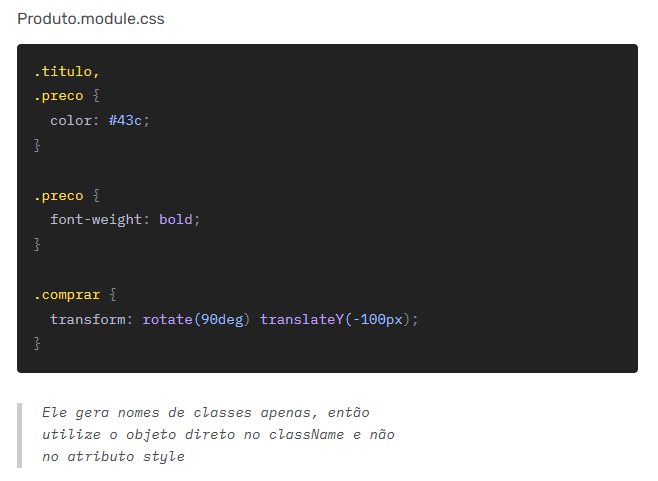 Produto.module.css
.titulo,
.preco {
  color: #43c;
}
.preco {
  font-weight: bold;
}
.comprar {
  transform: rotate(90deg) translateY(-100px);
}
Ele gera nomes de classes apenas, então
utilize o objeto direto no className e não
no atributo style